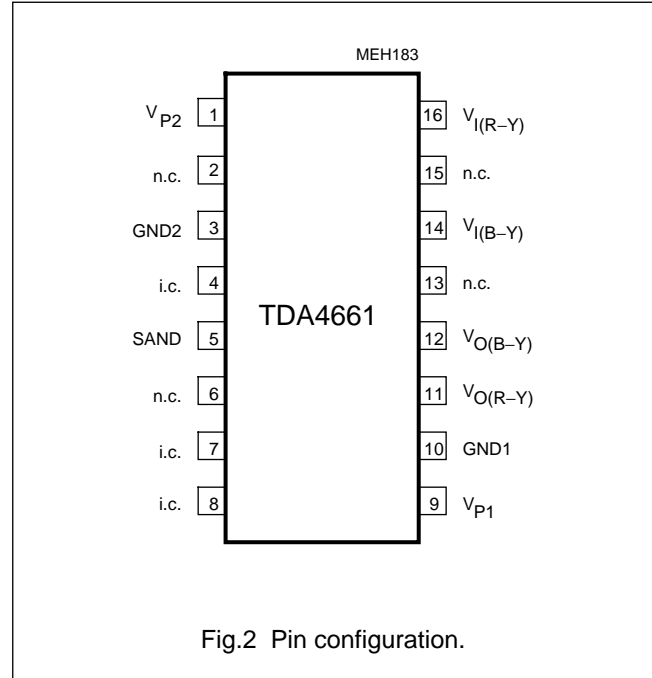 MEH183
V P2 1 16 V I(R−Y)
n.c. 2 15 n.c.
GND2 3 14 V I(B−Y)
i.c. 4 13 n.c.
TDA4661
SAND 5 12 V O(B−Y)
n.c. 6 11 V O(R−Y)
i.c. 7 10 GND1
i.c. 8 9 V P1
Fig.2 Pin configuration.